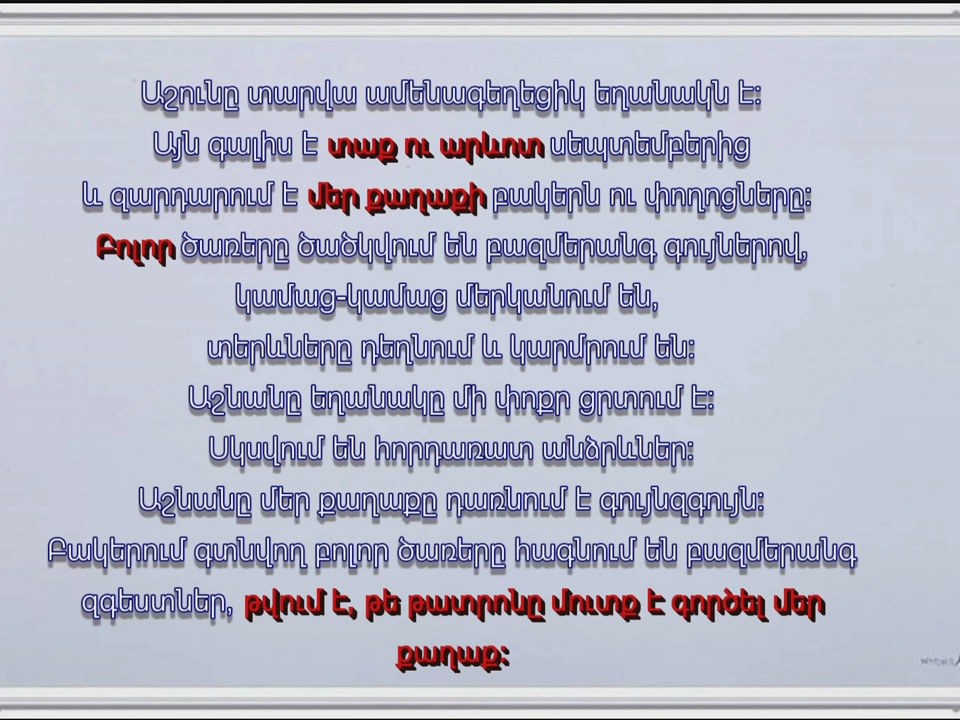 Աշունը տարվա ամենագեղեցիկ եղանակն է:
Այն գալիս է տաք ու արևոտ սեպտեմբերից
և զարդարում է մեր քաղաքի բակերն ու փողոցները:
Բոլոր ծառերը ծածկվում են բազմերանգ գույներով,
կամաց-կամաց մերկանում են,
տերևները դեղնում և կարմրում են:
Աշնանը եղանակը մի փոքր ցրտում է:
Սկսվում են հորդառատ անձրևներ:
Աշնանը մեր քաղաքը դառնում է գույնզգույն:
Բակերում գտնվող բոլոր ծառերը հագնում են բազմերանգ
զգեստներ, թվում է, թե թատրոնը մուտք է գործել մեր
քաղաք: